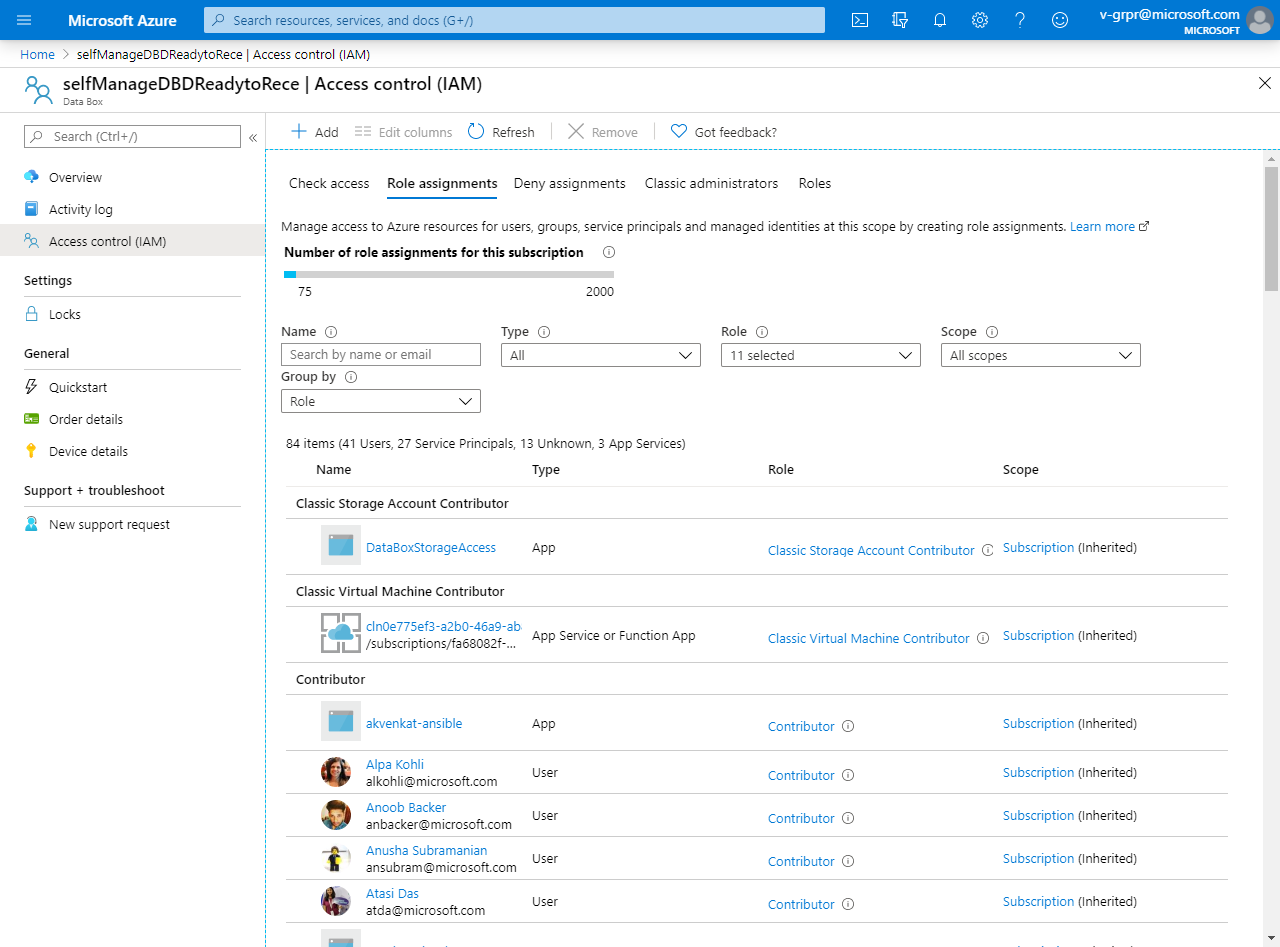 Microsoft Azure
Search resources, services, and docs (G+/)
v-grpr@microsoft.com
MICROSOFT
Home > selfManageDBDReadytoRece | Access control (IAM)
selfManageDBDReadytoRece | Access control (IAM)
Data Box
Search (Ctrl+/)
«
Overview
Activity log
Access control (IAM)
Settings
Locks
General
Quickstart
Order details
Device details
Support + troubleshoot
New support request
Add Edit columns Refresh Remove Got feedback?
Check access Role assignments Deny assignments Classic administrators Roles
Manage access to Azure resources for users, groups, service principals and managed identities at this scope by creating role assignments. Learn more
Number of role assignments for this subscription
75 2000
Name Type Role Scope
Search by name or email All 11 selected All scopes
Group by
Role
84 items (41 Users, 27 Service Principals, 13 Unknown, 3 App Services)
Name Type Role Scope
Classic Storage Account Contributor
DataBoxStorageAccess App Classic Storage Account Contributor Subscription (Inherited)
Classic Virtual Machine Contributor
cln0e775ef3-a2b0-46a9-ab
/subscriptions/fa68082f-...
App Service or Function App Classic Virtual Machine Contributor Subscription (Inherited)
Contributor
akvenkat-ansible App Contributor Subscription (Inherited)
Alpa Kohli
alkohli@microsoft.com
User Contributor Subscription (Inherited)
Anoob Backer
anbacker@microsoft.com
User Contributor Subscription (Inherited)
Anusha Subramanian
ansubram@microsoft.com
User Contributor Subscription (Inherited)
Atasi Das
atda@microsoft.com
User Contributor Subscription (Inherited)